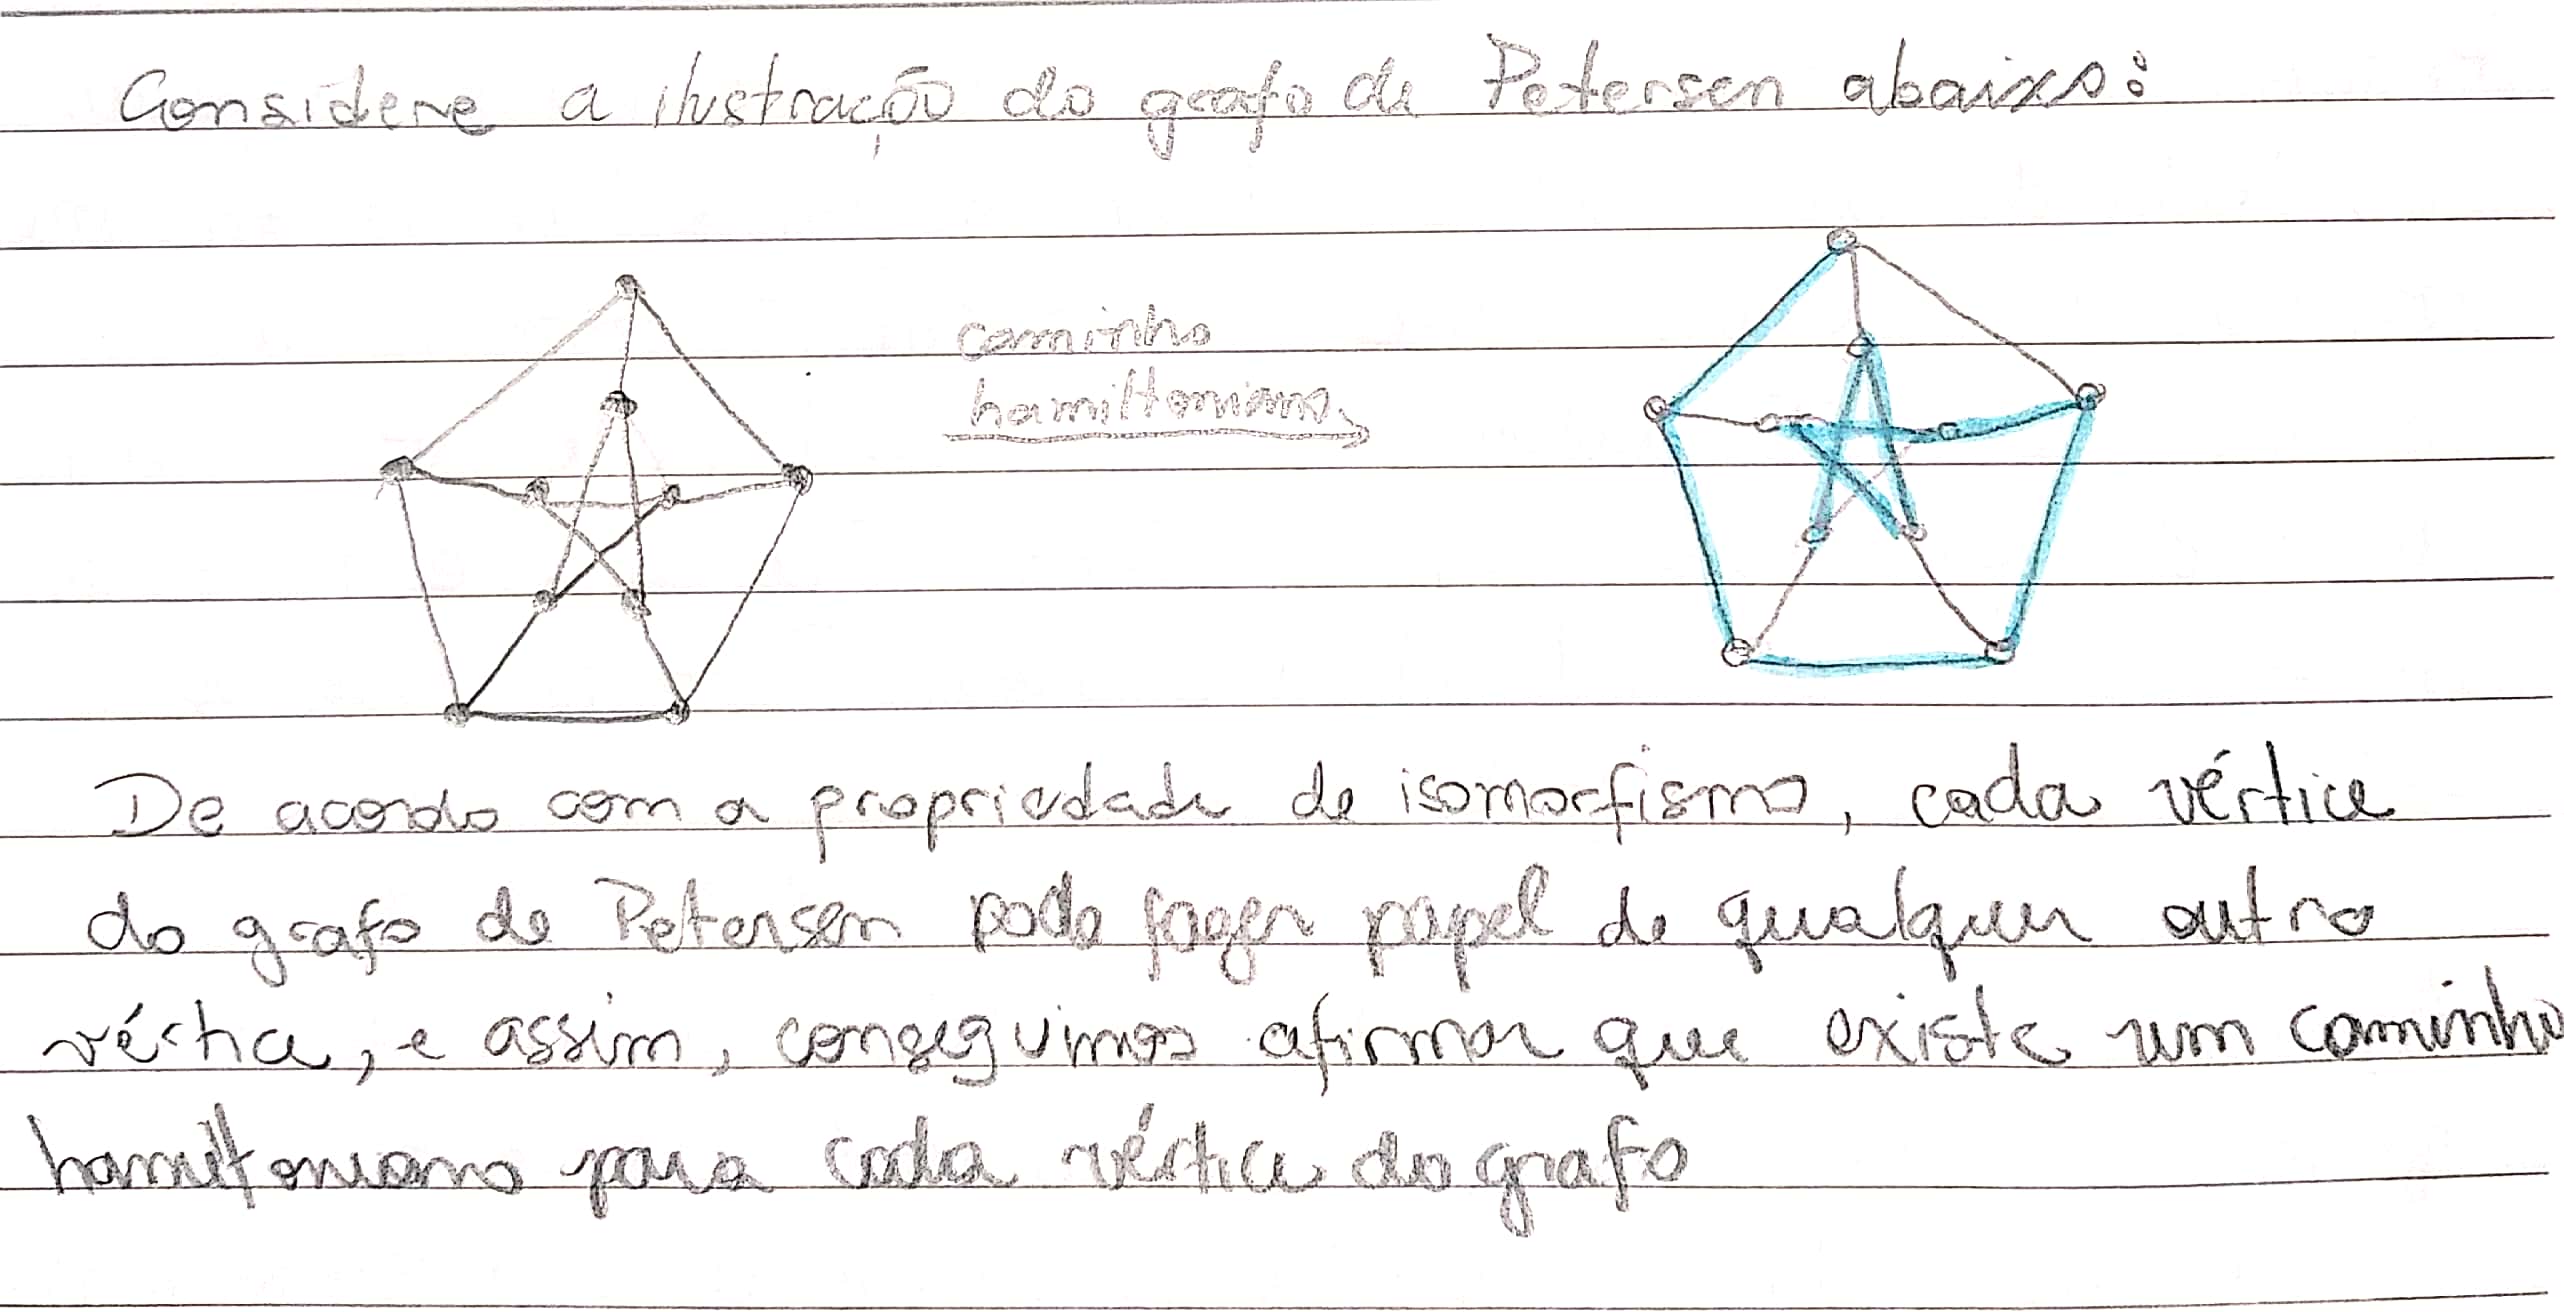 Considere a ilustração do grafo de Petersen abaixo:
caminho
hamiltoniano
De acordo com a propriedade de isomorfismo, cada vértice
do grafo de Petersen pode fazer papel de qualquer outro
vértice, e assim, conseguimos afirmar que existe um caminho
hamiltoniano para cada vértice do grafo